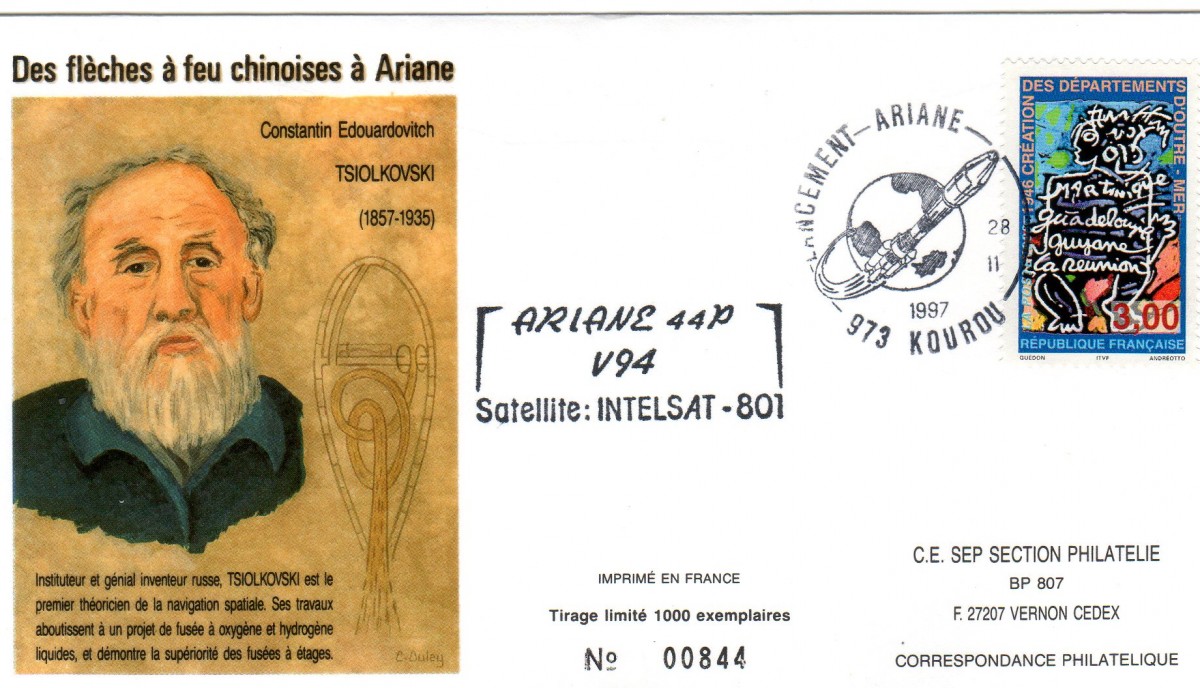 Des flèches à feu chinoises à Ariane
Constantin Edouardovitch
TSIOLKOVSKI
(1857-1935)
Instituteur et génial inventeur russe, TSIOLKOVSKI est le
premier théoricien de la navigation spatiale. Ses travaux
aboutissent à un projet de fusée à oxygène et hydrogène
liquides, et démontre la supériorité des fusées à étages.
C. Duley
ARIANE 44P
V94
Satellite: INTELSAT - 801
LANCEMENT - ARIANE
28
11
1997
973 KOUROU
1946 CRÉATION DES DÉPARTEMENTS D'OUTRE - MER
MARTINIQUE
guadeloupe
guyane
La reunion
3,00
RÉPUBLIQUE FRANÇAISE
GUÉDON ITVF ANDRÉOTTO
IMPRIMÉ EN FRANCE
Tirage limité 1000 exemplaires
No 00844
C.E. SEP SECTION PHILATELIE
BP 807
F. 27207 VERNON CEDEX
CORRESPONDANCE PHILATELIQUE